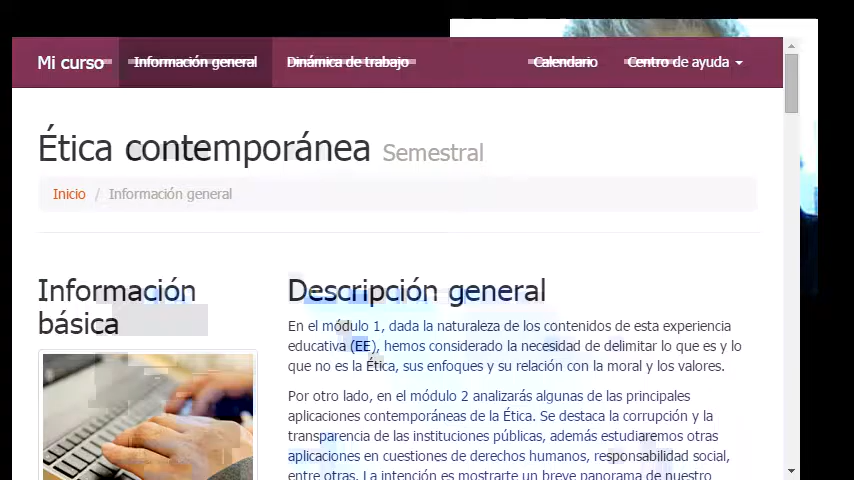 Mi curso Información general Dinámica de trabajo Calendario Centro de ayuda
Ética contemporánea Semestral
Inicio / Información general
Información
básica
Descripción general
En el módulo 1, dada la naturaleza de los contenidos de esta experiencia
educativa (EE), hemos considerado la necesidad de delimitar lo que es y lo
que no es la Ética, sus enfoques y su relación con la moral y los valores.
Por otro lado, en el módulo 2 analizarás algunas de las principales
aplicaciones contemporáneas de la Ética. Se destaca la corrupción y la
transparencia de las instituciones públicas, además estudiaremos otras
aplicaciones en cuestiones de derechos humanos, responsabilidad social,
entre otras. La intención es mostrarte un breve panorama de nuestro